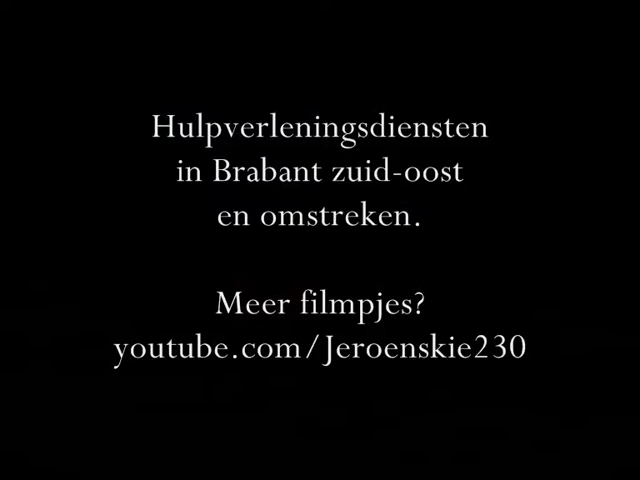 Hulpverleningsdiensten
in Brabant zuid-oost
en omstreken.
Meer filmpjes?
youtube.com/Jeroenskie230